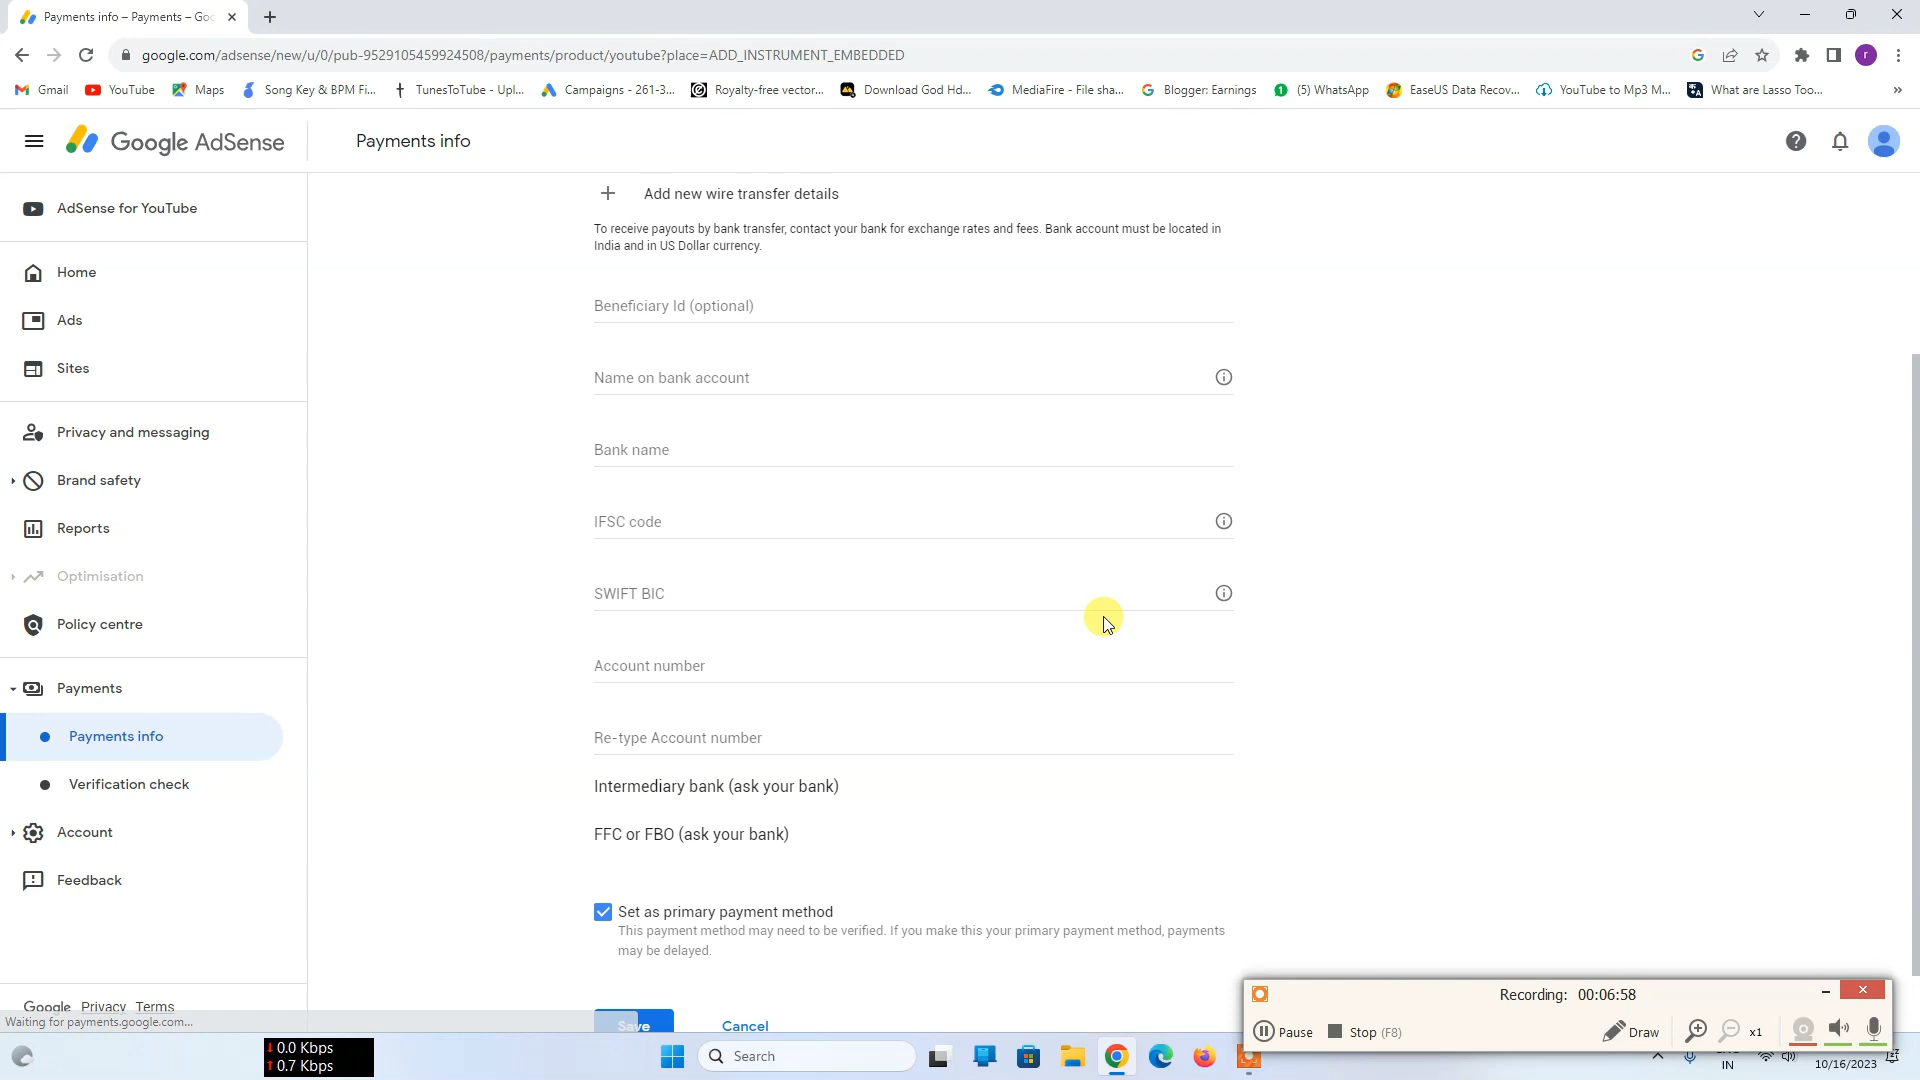 Payments info – Payments – Goo
google.com/adsense/new/u/0/pub-9529105459924508/payments/product/youtube?place=ADD_INSTRUMENT_EMBEDDED
r
Gmail YouTube Maps Song Key & BPM Fi... TunesToTube - Upl... Campaigns - 261-3... Royalty-free vector... Download God Hd... MediaFire - File sha... Blogger: Earnings (5) WhatsApp EaseUS Data Recov... YouTube to Mp3 M... What are Lasso Too... »
Google AdSense
Payments info
AdSense for YouTube
Home
Ads
Sites
Privacy and messaging
Brand safety
Reports
Optimisation
Policy centre
Payments
Payments info
Verification check
Account
Feedback
Google Privacy Terms
Waiting for payments.google.com...
Add new wire transfer details
To receive payouts by bank transfer, contact your bank for exchange rates and fees. Bank account must be located in
India and in US Dollar currency.
Beneficiary Id (optional)
Name on bank account
Bank name
IFSC code
SWIFT BIC
Account number
Re-type Account number
Intermediary bank (ask your bank)
FFC or FBO (ask your bank)
Set as primary payment method
This payment method may need to be verified. If you make this your primary payment method, payments
may be delayed.
Save Cancel
Recording: 00:06:58
Pause Stop (F8) Draw x1
0.0 Kbps
0.7 Kbps
Search
IN
10/16/2023